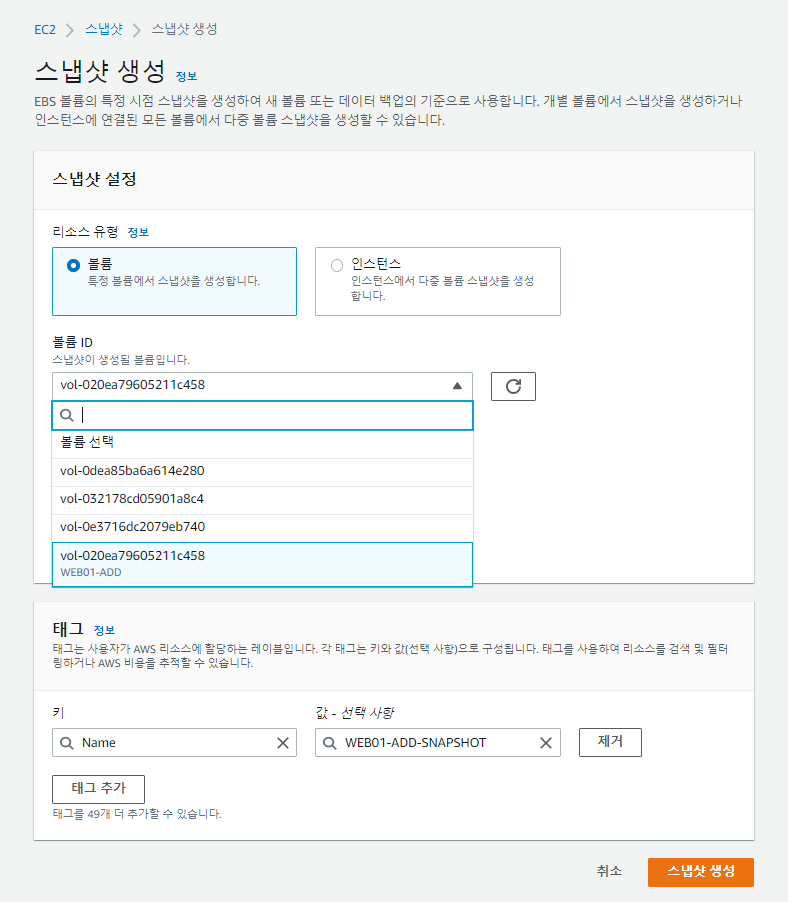 EC2 스냅샷 스냅샷 생성
스냅샷 생성 정보
EBS 볼륨의 특정 시점 스냅샷을 생성하여 새 볼륨 또는 데이터 백업의 기준으로 사용합니다. 개별 볼륨에서 스냅샷을 생성하거나
인스턴스에 연결된 모든 볼륨에서 다중 볼륨 스냅샷을 생성할 수 있습니다.
스냅샷 설정
리소스 유형 정보
볼륨
특정 볼륨에서 스냅샷을 생성합니다.
인스턴스
인스턴스에서 다중 볼륨 스냅샷을 생성
합니다.
볼륨 ID
스냅샷이 생성될 볼륨입니다.
vol-020ea79605211c458
볼륨 선택
vol-0dea85ba6a614e280
vol-032178cd05901a8c4
vol-0e3716dc2079eb740
vol-020ea79605211c458
WEB01-ADD
태그 정보
태그는 사용자가 AWS 리소스에 할당하는 레이블입니다. 각 태그는 키와 값(선택 사항)으로 구성됩니다. 태그를 사용하여 리소스를 검색 및 필터
링하거나 AWS 비용을 추적할 수 있습니다.
키
값 - 선택 사항
Name
WEB01-ADD-SNAPSHOT
제거
태그 추가
태그를 49개 더 추가할 수 있습니다.
취소
스냅샷 생성